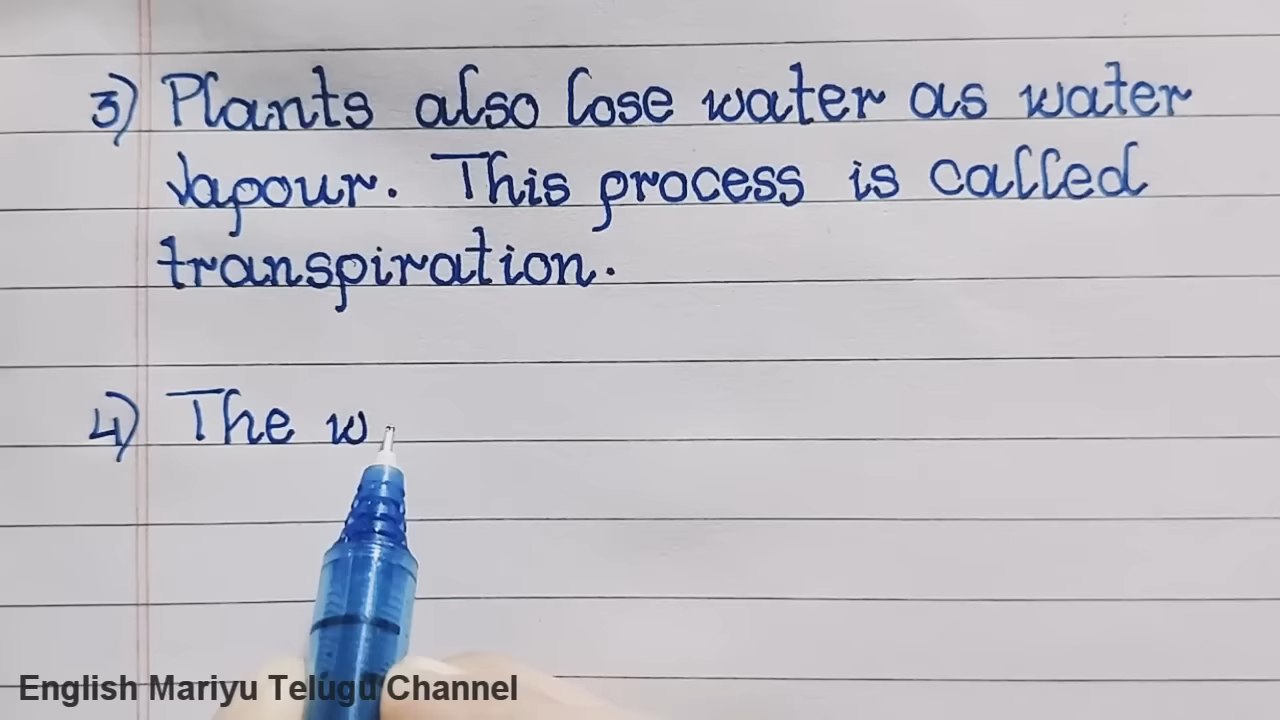 3) Plants also lose water as water
vapour. This process is called
transpiration.
4) The w
English Mariyu Telugu Channel